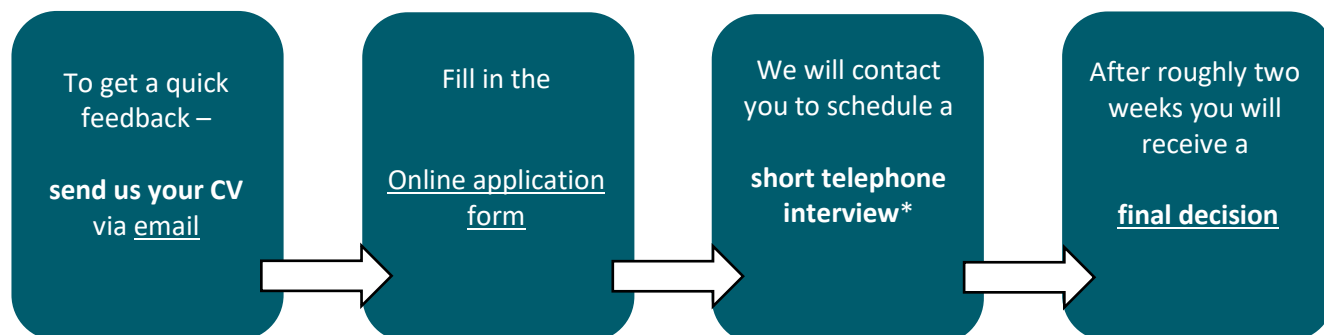 To get a quick
feedback –
send us your CV
via email
Fill in the
Online application
form
We will contact
you to schedule a
short telephone
interview*
After roughly two
weeks you will
receive a
final decision